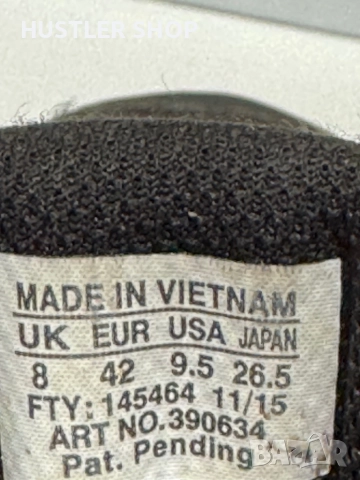 HUSTLER SHOP
MADE IN VIETNAM
UK EUR USA JAPAN
8 42 9.5 26.5
FTY: 145464 11/15
ART NO.390634
Pat. Pending
BAZAR